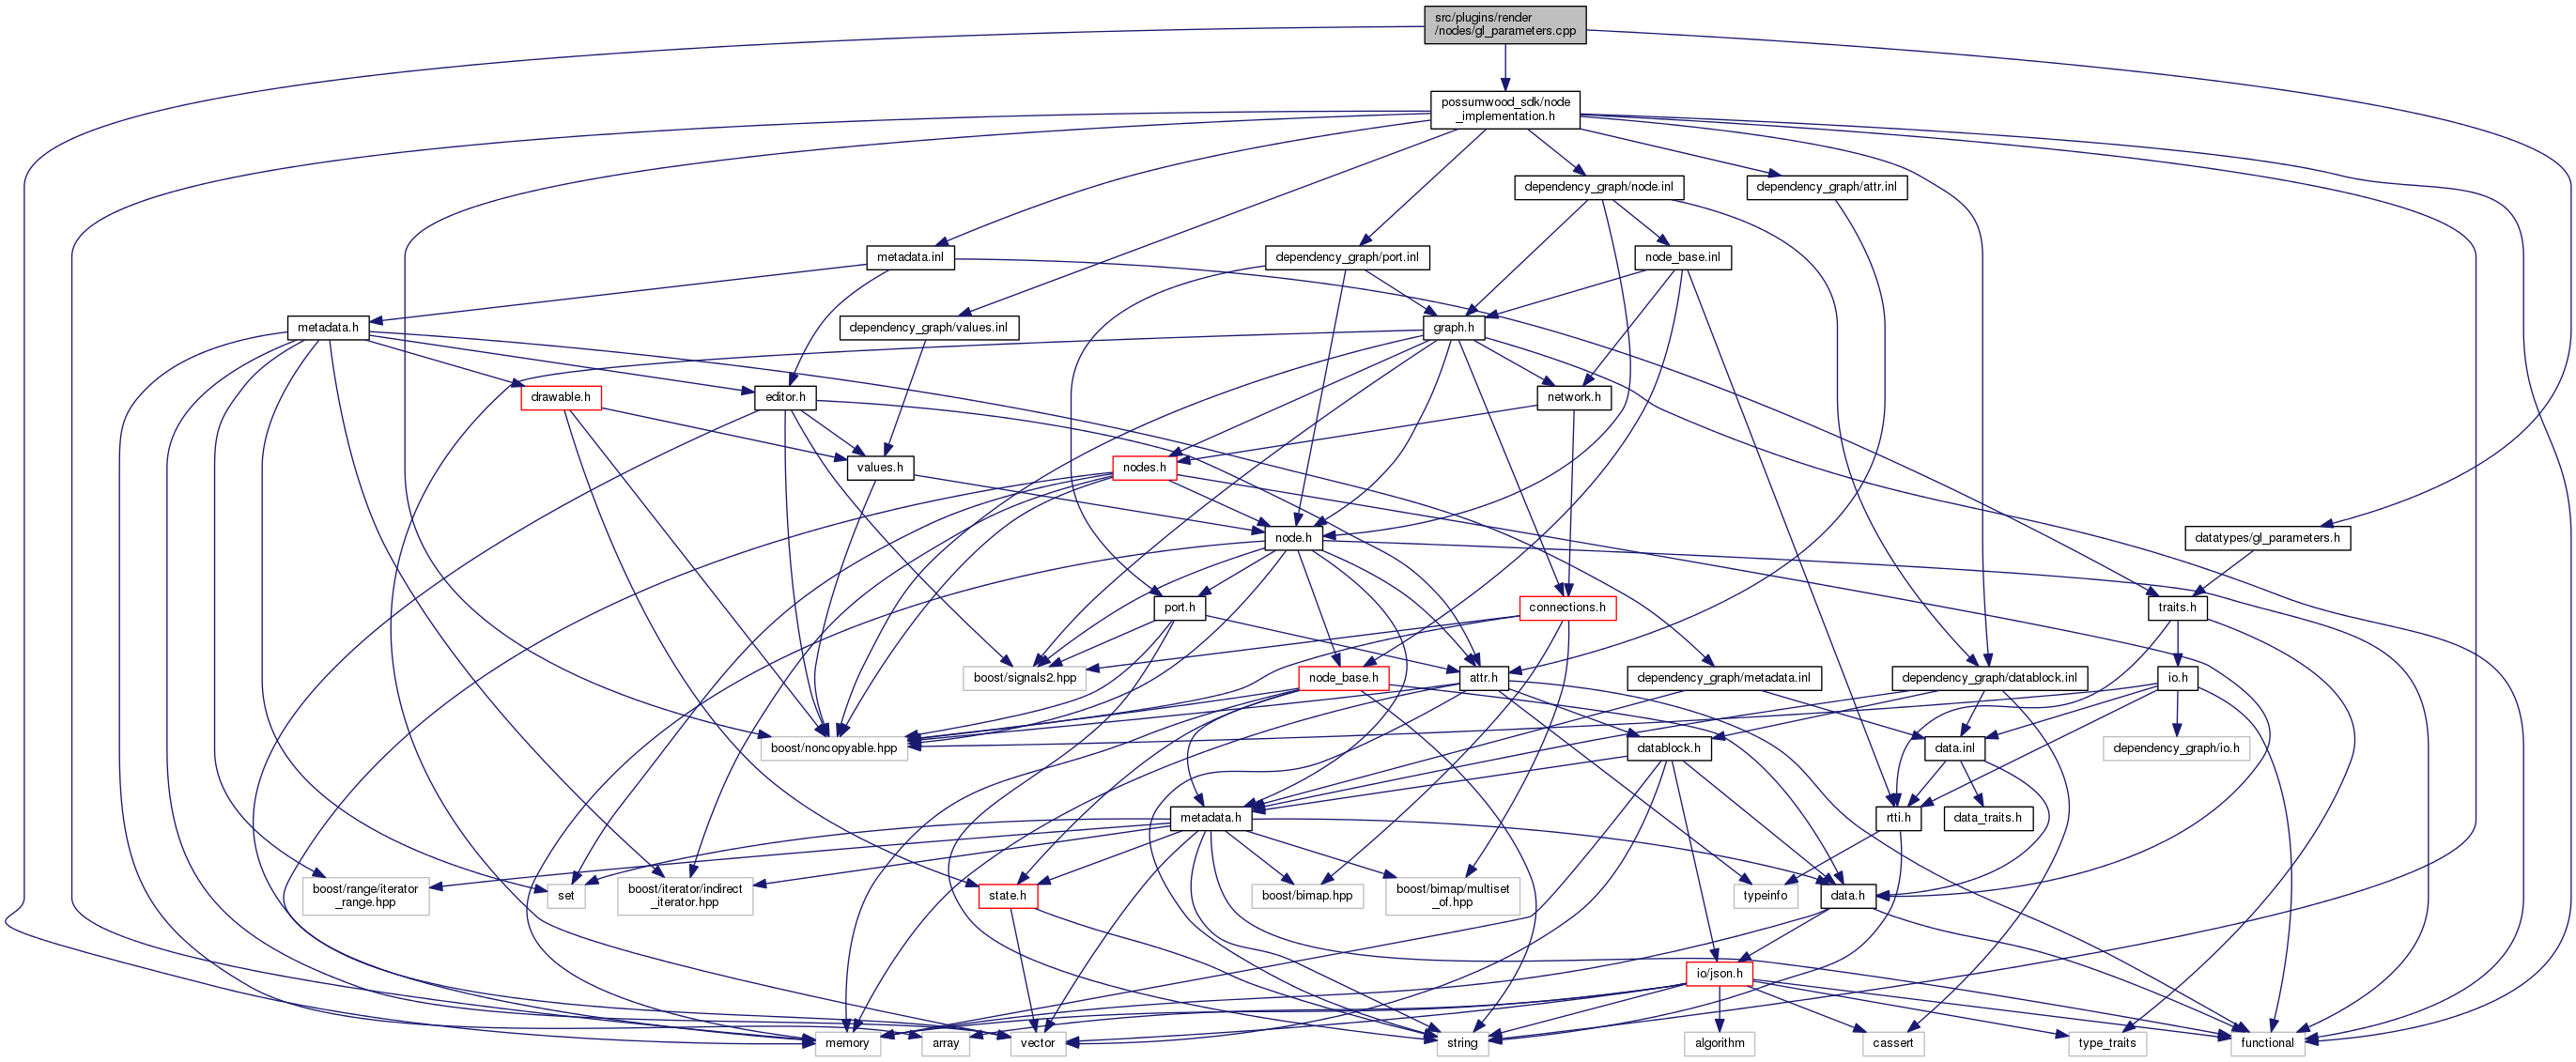 src/plugins/render
/nodes/gl_parameters.cpp
possumwood_sdk/node
_implementation.h
dependency_graph/node.inl
dependency_graph/attr.inl
metadata.inl
dependency_graph/port.inl
node_base.inl
metadata.h
dependency_graph/values.inl
graph.h
drawable.h
editor.h
network.h
values.h
nodes.h
node.h
datatypes/gl_parameters.h
port.h
connections.h
traits.h
boost/signals2.hpp
node_base.h
attr.h
dependency_graph/metadata.inl
dependency_graph/datablock.inl
io.h
boost/noncopyable.hpp
datablock.h
data.inl
dependency_graph/io.h
metadata.h
rtti.h
data_traits.h
boost/range/iterator
_range.hpp
set
boost/iterator/indirect
_iterator.hpp
state.h
boost/bimap.hpp
boost/bimap/multiset
_of.hpp
typeinfo
data.h
io/json.h
memory
array
vector
string
algorithm
cassert
type_traits
functional